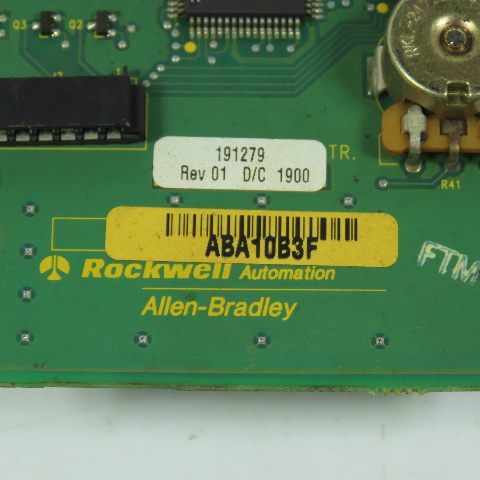 Q3 Q2
191279
TR.
Rev 01 D/C 1900
R41
ABA10B3F
FTM
Rockwell Automation
Allen-Bradley